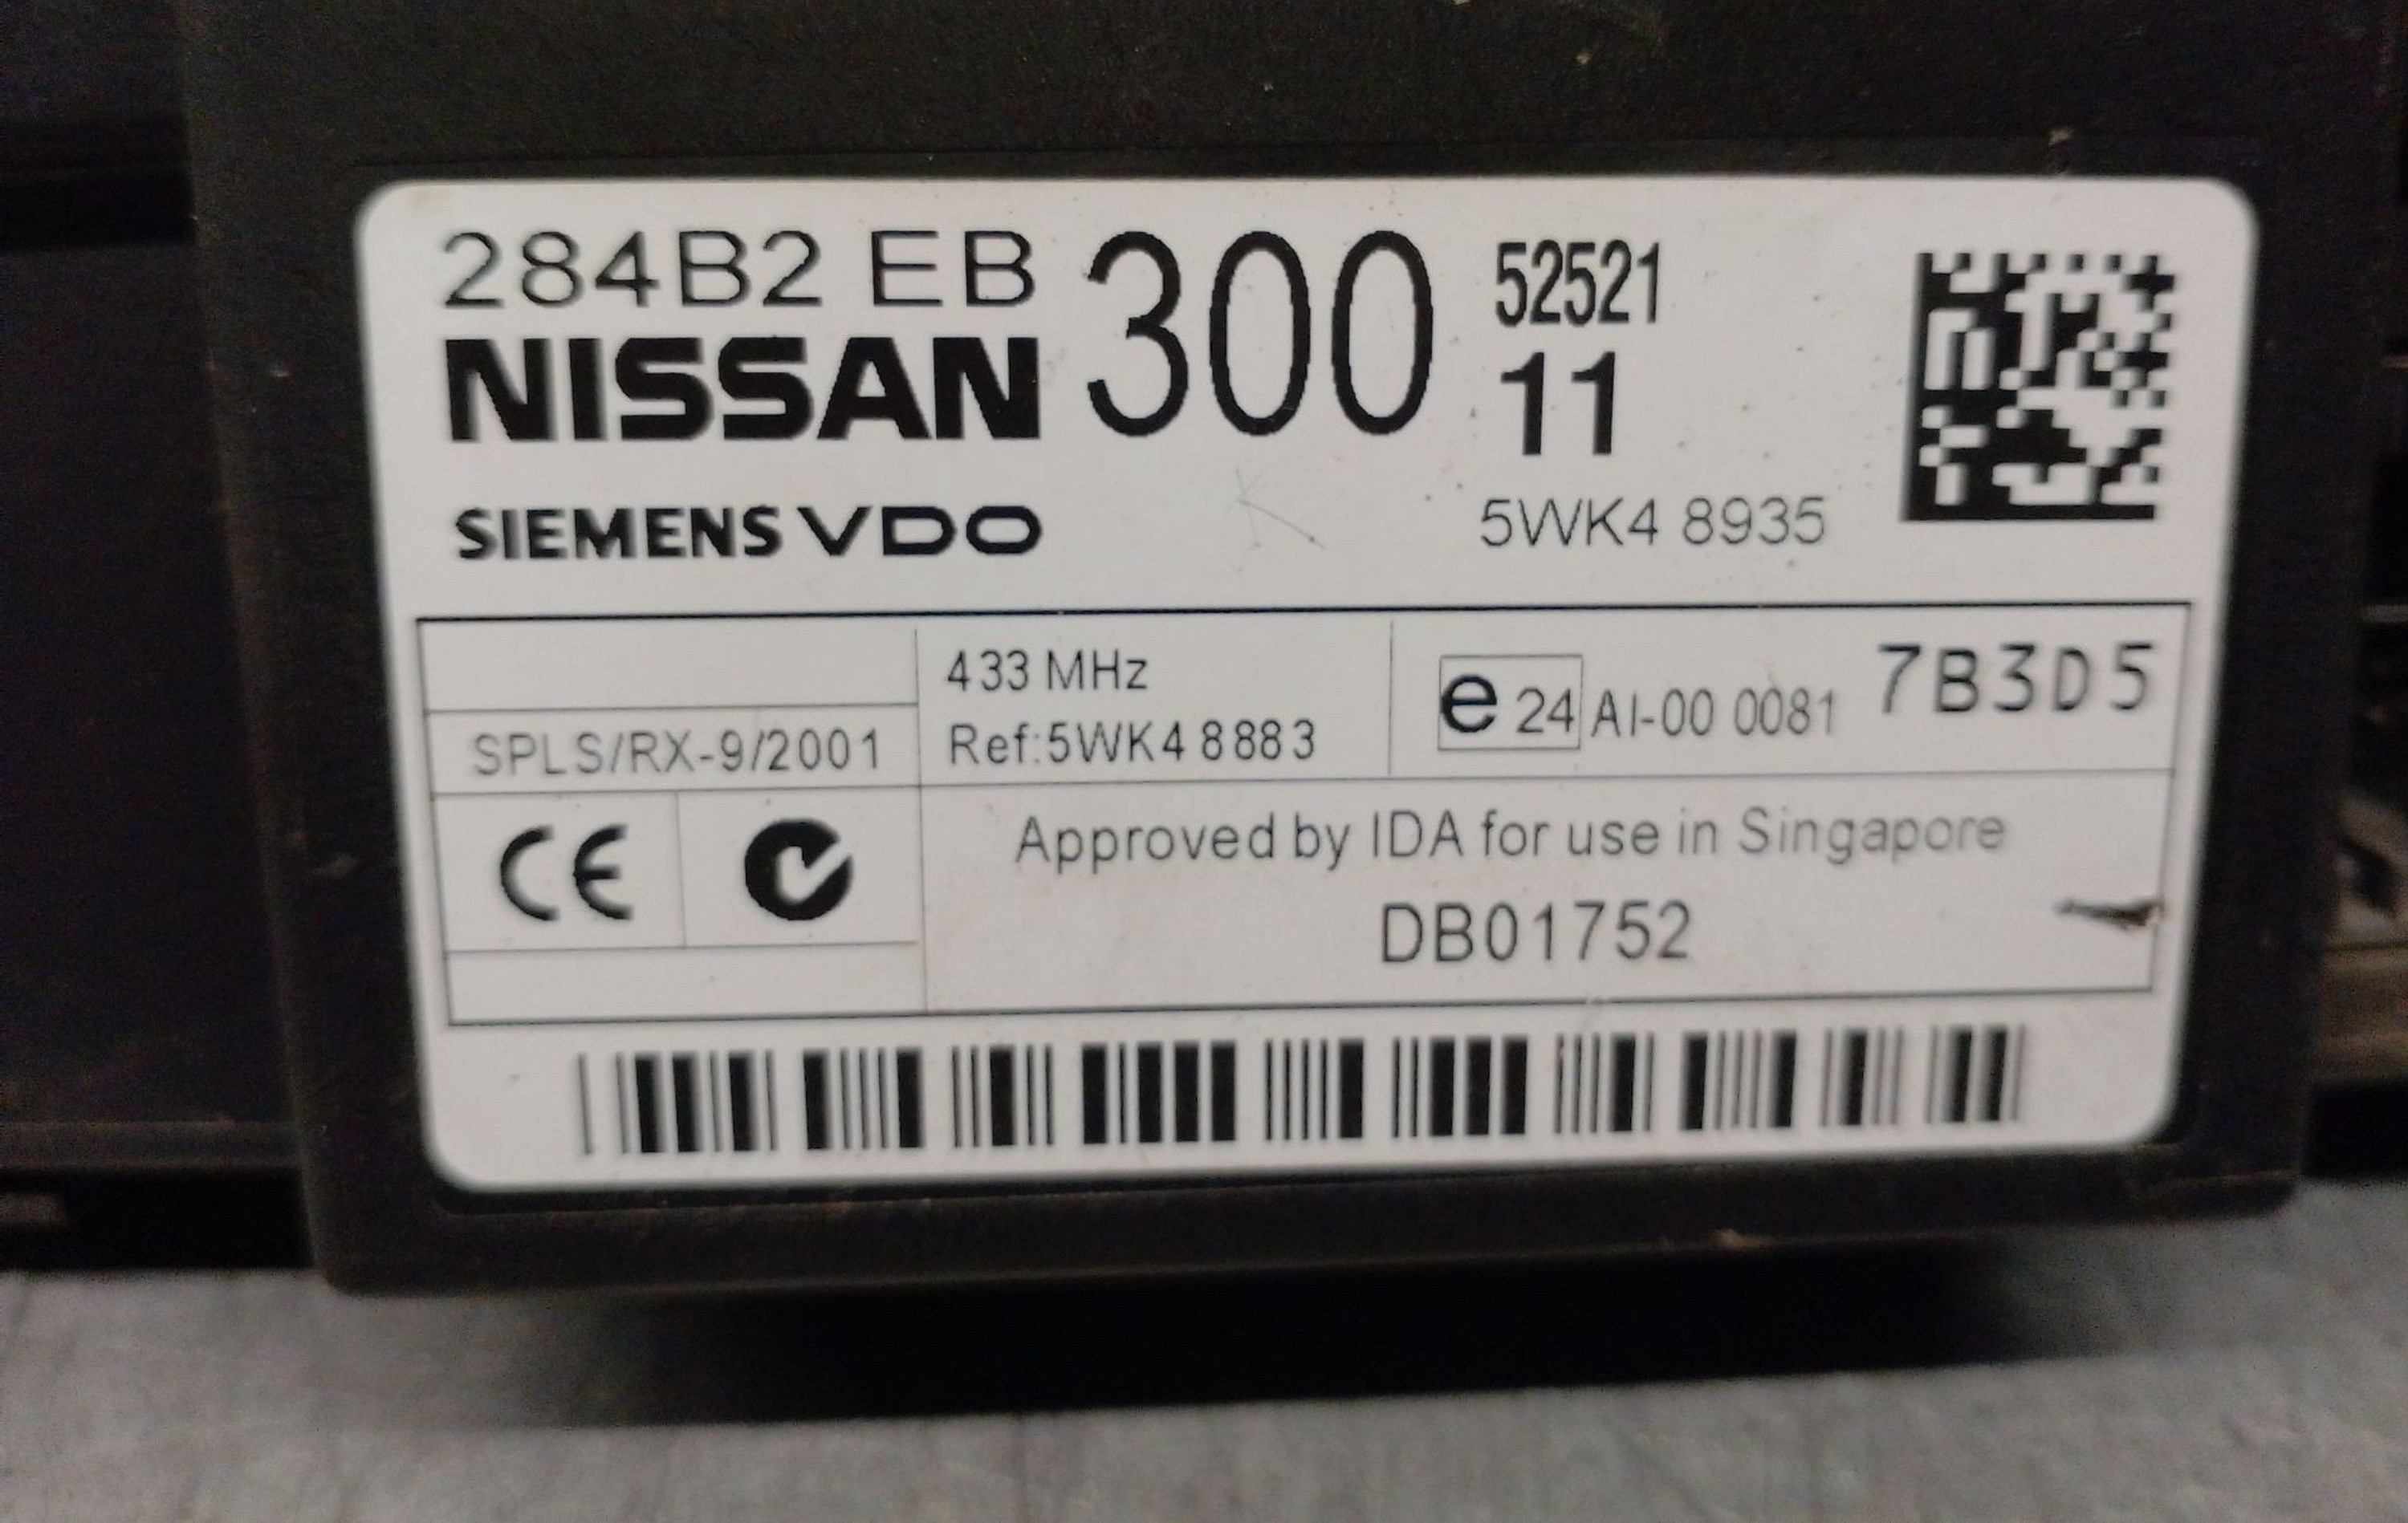 284B2 EB 300 52521
NISSAN 11
SIEMENS VDO 5WK4 8935
433 MHz
e 24 AI-00 0081 7B3D5
SPLS/RX-9/2001
Ref:5WK4 8883
CE
Approved by IDA for use in Singapore
DB01752